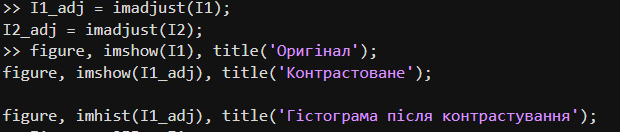 >> I1_adj = imadjust(I1);
I2_adj = imadjust(I2);
>> figure, imshow(I1), title('Оригінал');
figure, imshow(I1_adj), title('Контрастоване');
figure, imhist(I1_adj), title('Гістограма після контрастування');